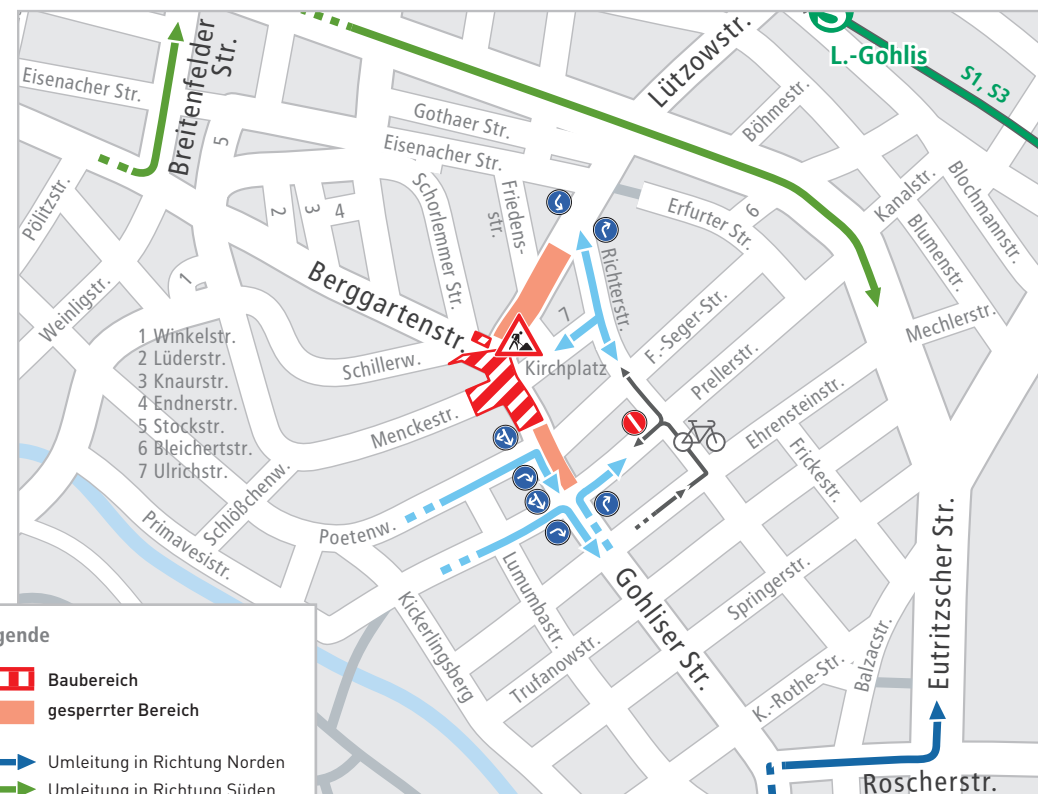 L.-Gohlis
S1, S3
Lützowstr.
Böhmestr.
Breitenfelder
Str.
Eisenacher Str.
Gothaer Str.
Eisenacher Str.
5
Pölitzstr.
2
3
4
Schorlemmer Str.
Friedens-
str.
Erfurter Str.
6
Kanalstr.
Blochmannstr.
Blumenstr.
Mechlerstr.
Richterstr.
Berggartenstr.
1
Weinligstr.
7
Kirchplatz
F.-Seger-Str.
Prellerstr.
Ehrensteinstr.
Frickestr.
Schillerw.
Menckestr.
1 Winkelstr.
2 Lüderstr.
3 Knaurstr.
4 Endnerstr.
5 Stockstr.
6 Bleichertstr.
7 Ulrichstr.
Schlößchenw.
Primavesistr.
Poetenw.
Lumumbastr.
Kickerlingsberg
Trufanowstr.
Gohliser Str.
Springerstr.
K.-Rothe-Str.
Balzacstr.
Eutritzscher Str.
Roscherstr.
gende
Baubereich
gesperrter Bereich
Umleitung in Richtung Norden
Umleitung in Richtung Süden